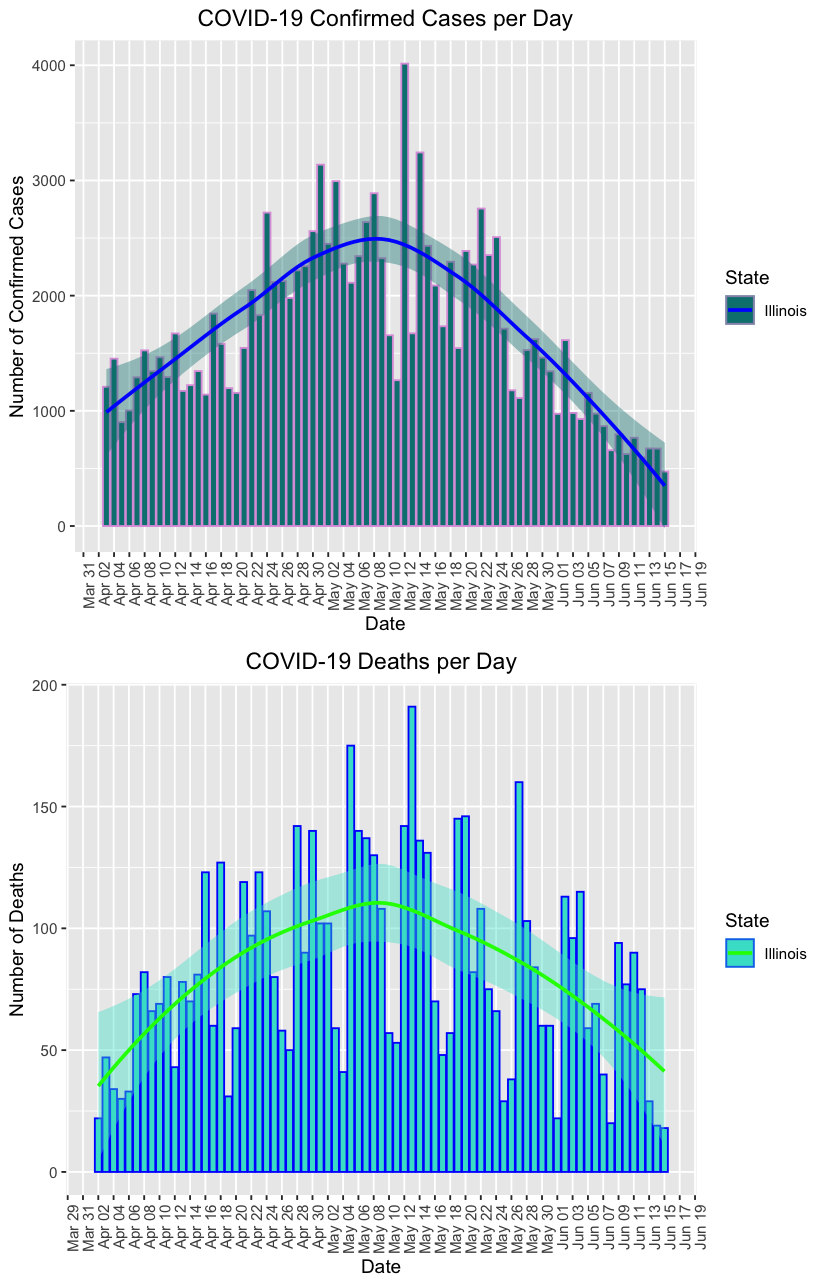 COVID-19 Confirmed Cases per Day
4000
3000
2000
1000
0
Number of Confirmed Cases
Mar 31
Apr 02
Apr 04
Apr 06
Apr 08
Apr 10
Apr 12
Apr 14
Apr 16
Apr 18
Apr 20
Apr 22
Apr 24
Apr 26
Apr 28
Apr 30
May 02
May 04
May 06
May 08
May 10
May 12
May 14
May 16
May 18
May 20
May 22
May 24
May 26
May 28
May 30
Jun 01
Jun 03
Jun 05
Jun 07
Jun 09
Jun 11
Jun 13
Jun 15
Jun 17
Jun 19
Date
State
Illinois
COVID-19 Deaths per Day
200
150
100
50
0
Number of Deaths
Mar 29
Mar 31
Apr 02
Apr 04
Apr 06
Apr 08
Apr 10
Apr 12
Apr 14
Apr 16
Apr 18
Apr 20
Apr 22
Apr 24
Apr 26
Apr 28
Apr 30
May 02
May 04
May 06
May 08
May 10
May 12
May 14
May 16
May 18
May 20
May 22
May 24
May 26
May 28
May 30
Jun 01
Jun 03
Jun 05
Jun 07
Jun 09
Jun 11
Jun 13
Jun 15
Jun 17
Jun 19
Date
State
Illinois